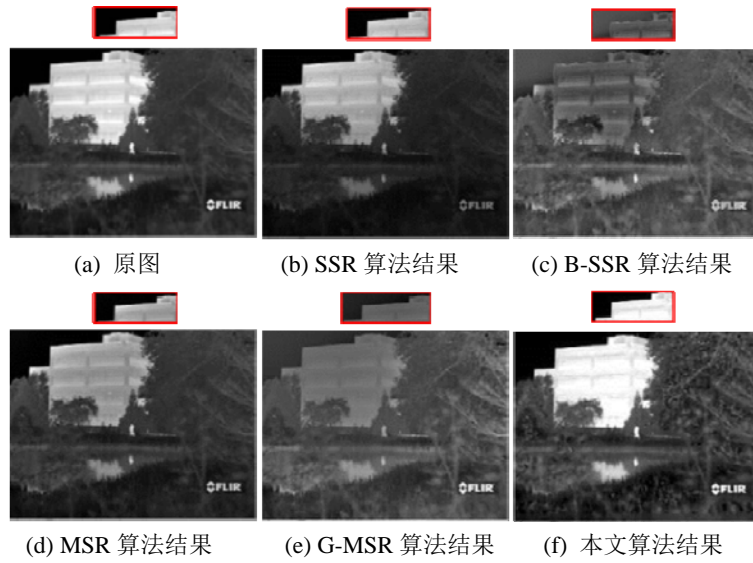 FLIR
FLIR
FLIR
(a) 原图
(b) SSR 算法结果
(c) B-SSR 算法结果
FLIR
FLIR
FLIR
(d) MSR 算法结果
(e) G-MSR 算法结果
(f) 本文算法结果